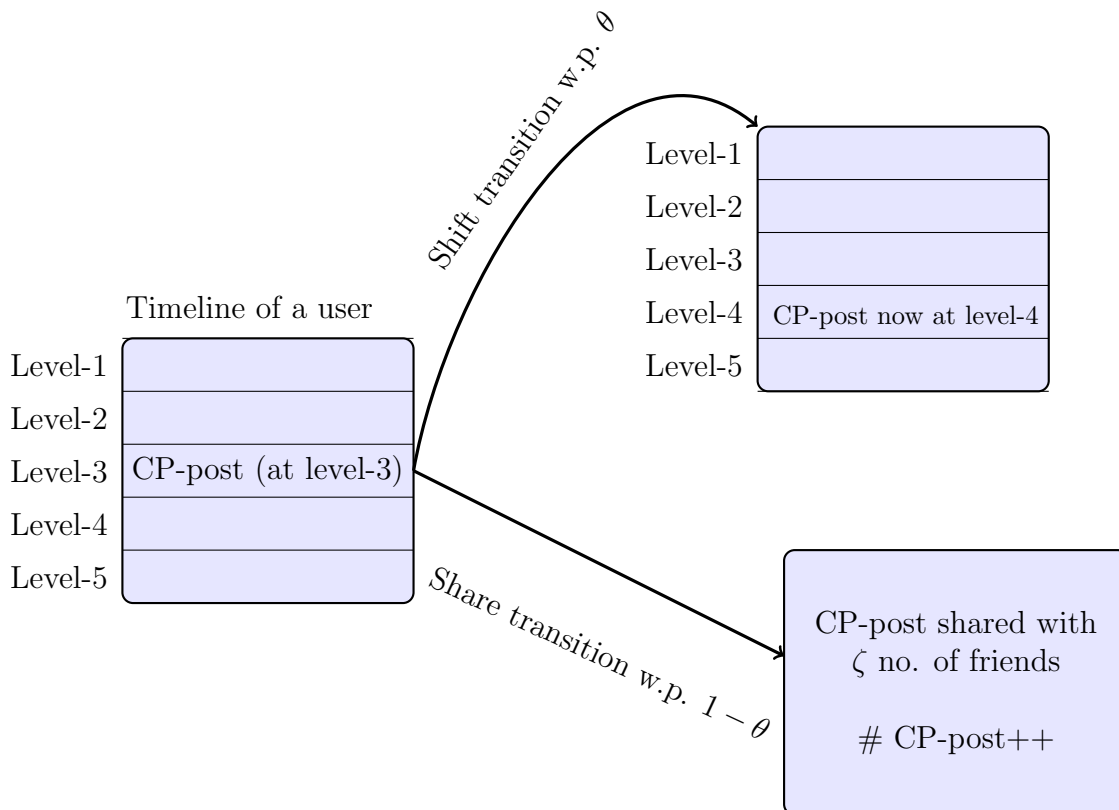 Shift transition w.p. θ
Timeline of a user
Level-1
Level-2
Level-3
Level-4
Level-5
CP-post (at level-3)
Level-1
Level-2
Level-3
Level-4
Level-5
CP-post now at level-4
Share transition w.p. 1 − θ
CP-post shared with
ζ no. of friends
# CP-post++